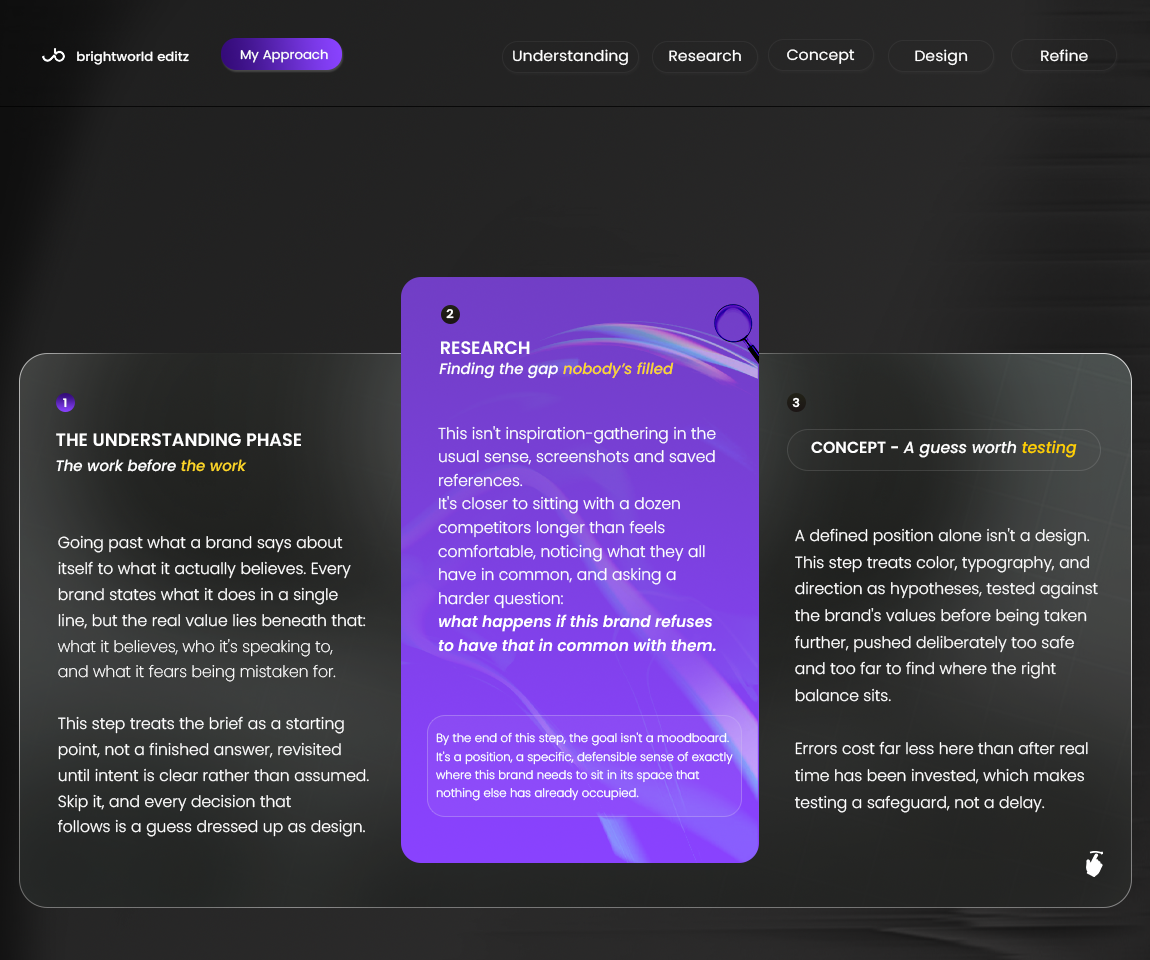 brightworld editz
My Approach
Understanding
Research
Concept
Design
Refine
1
THE UNDERSTANDING PHASE
The work before the work
Going past what a brand says about
itself to what it actually believes. Every
brand states what it does in a single
line, but the real value lies beneath that:
what it believes, who it's speaking to,
and what it fears being mistaken for.
This step treats the brief as a starting
point, not a finished answer, revisited
until intent is clear rather than assumed.
Skip it, and every decision that
follows is a guess dressed up as design.
2
RESEARCH
Finding the gap nobody's filled
This isn't inspiration-gathering in the
usual sense, screenshots and saved
references.
It's closer to sitting with a dozen
competitors longer than feels
comfortable, noticing what they all
have in common, and asking a
harder question:
what happens if this brand refuses
to have that in common with them.
By the end of this step, the goal isn't a moodboard.
It's a position, a specific, defensible sense of exactly
where this brand needs to sit in its space that
nothing else has already occupied.
3
CONCEPT - A guess worth testing
A defined position alone isn't a design.
This step treats color, typography, and
direction as hypotheses, tested against
the brand's values before being taken
further, pushed deliberately too safe
and too far to find where the right
balance sits.
Errors cost far less here than after real
time has been invested, which makes
testing a safeguard, not a delay.